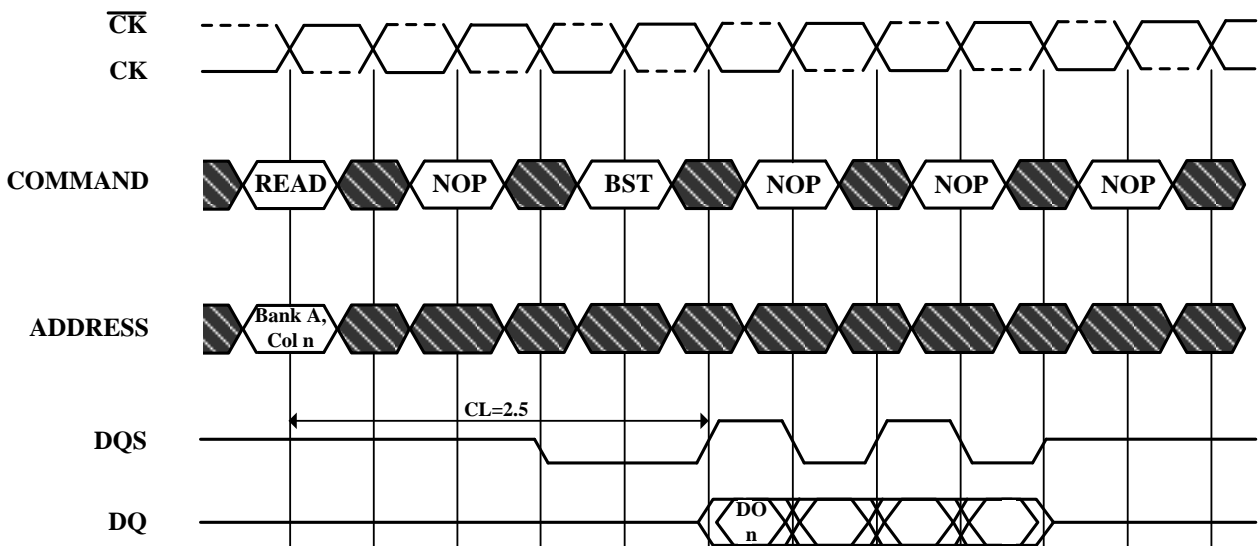 CK
CK
COMMAND
READ
NOP
BST
NOP
NOP
NOP
ADDRESS
Bank A,
Col n
CL=2.5
DQS
DQ
DO
n